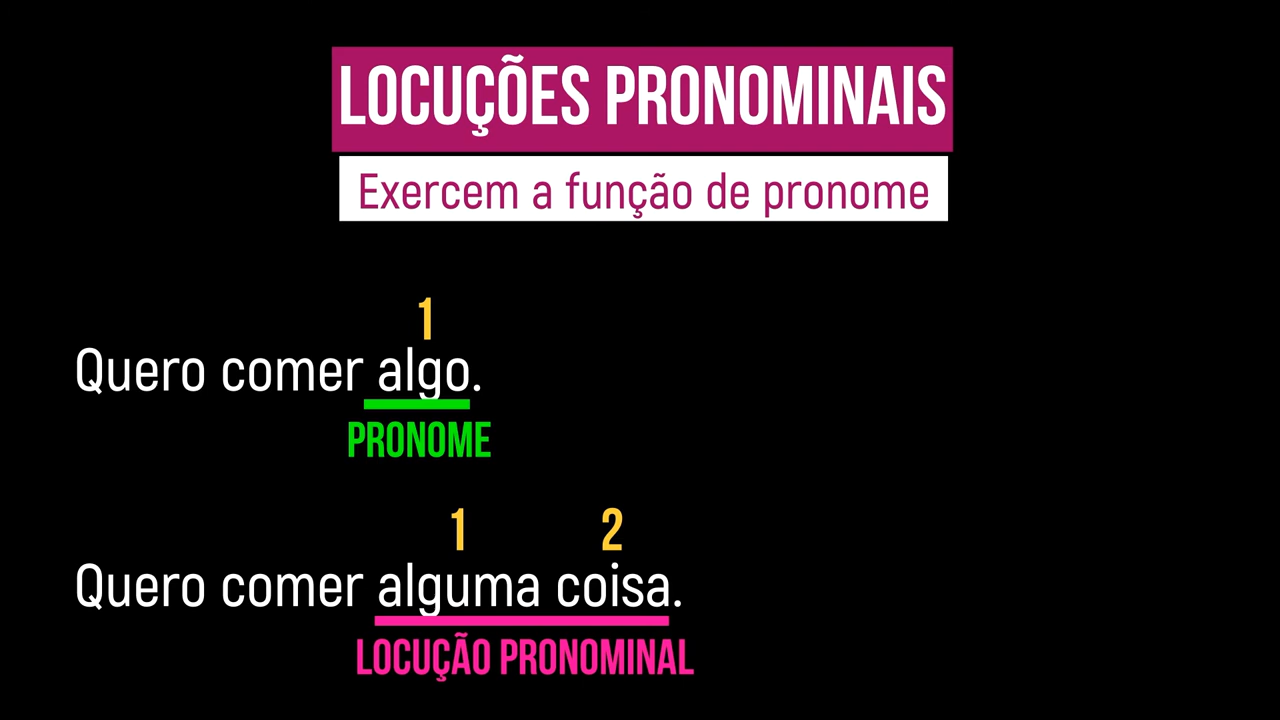 LOCUÇÕES PRONOMINAIS
Exercem a função de pronome
1
Quero comer algo.
PRONOME
1 2
Quero comer alguma coisa.
LOCUÇÃO PRONOMINAL